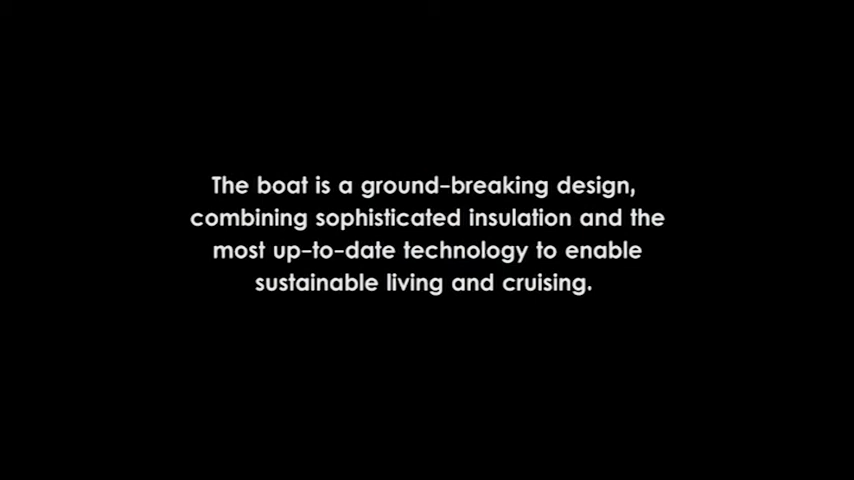 The boat is a ground-breaking design,
combining sophisticated insulation and the
most up-to-date technology to enable
sustainable living and cruising.